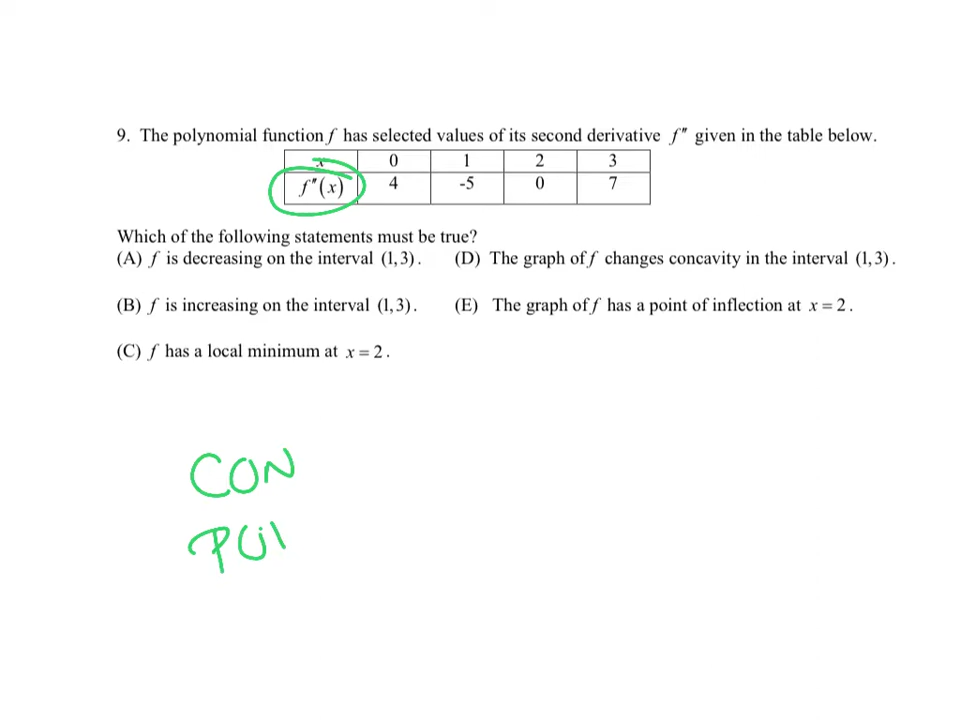 9. The polynomial function f has selected values of its second derivative f″ given in the table below.
x 0 1 2 3
f″(x) 4 -5 0 7
Which of the following statements must be true?
(A) f is decreasing on the interval (1,3). (D) The graph of f changes concavity in the interval (1,3).
(B) f is increasing on the interval (1,3). (E) The graph of f has a point of inflection at x = 2.
(C) f has a local minimum at x = 2.
CON
POI